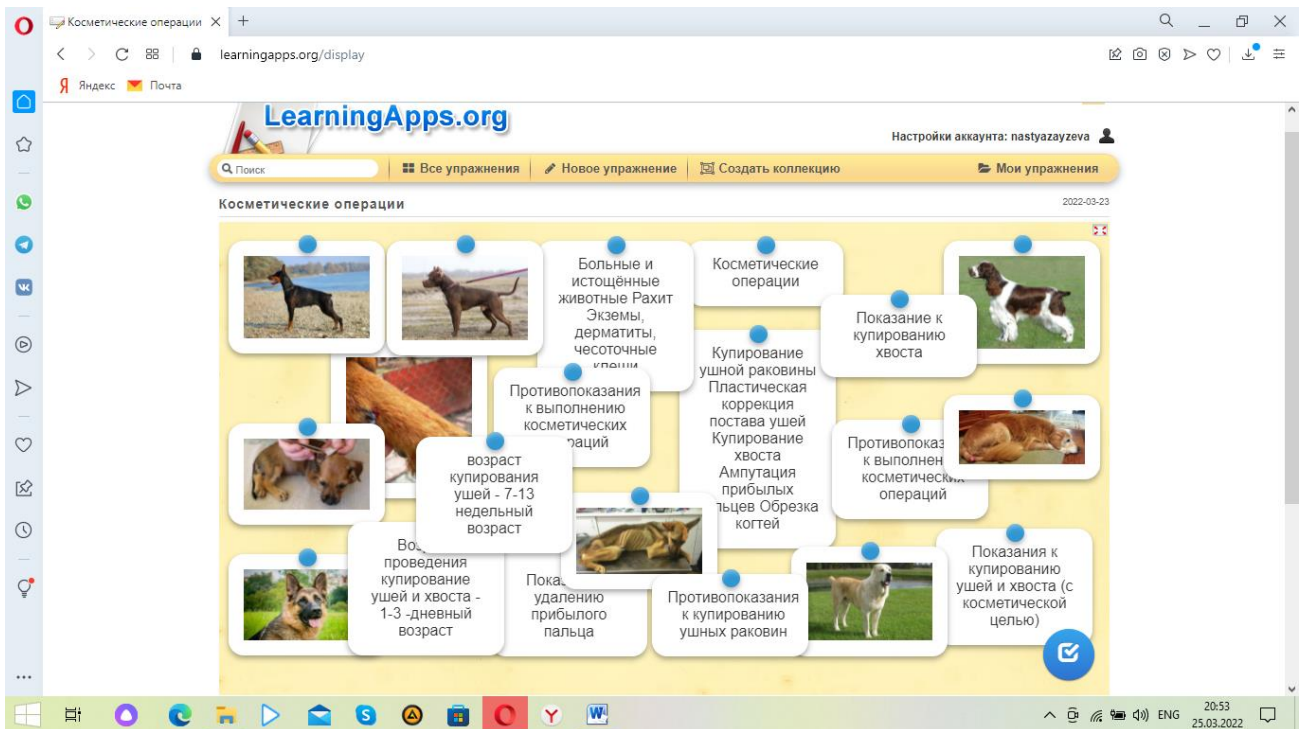 Косметические операции
learningapps.org/display
Яндекс
Почта
LearningApps.org
Настройки аккаунта: nastyazayzeva
Поиск
Все упражнения
Новое упражнение
Создать коллекцию
Мои упражнения
Косметические операции
2022-03-23
Больные и
истощённые
животные Рахит
Экземы,
дерматиты,
чесоточные
клещи
Косметические
операции
Показание к
купированию
хвоста
Купирование
ушной раковины
Пластическая
коррекция
постава ушей
Купирование
хвоста
Ампутация
прибылых
Обрезка
когтей
Противопоказания
к выполнению
косметических
возраст
купирования
ушей - 7-13
недельный
возраст
к
косметических
операций
проведения
купирование
ушей и хвоста -
1-3 -дневный
возраст
удалению
прибылого
пальца
Противопоказания
к купированию
ушных раковин
Показания к
купированию
ушей и хвоста (с
косметической
целью)
ENG
20:53
25.03.2022